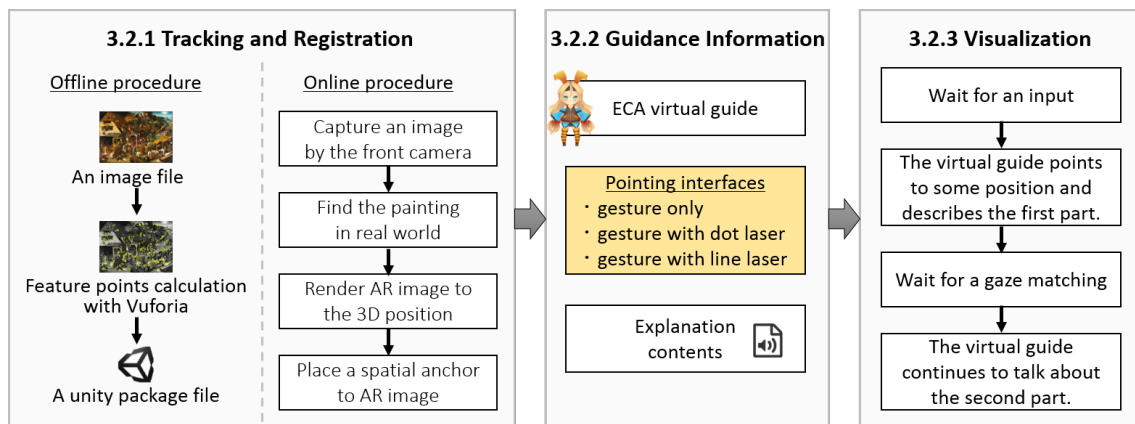 3.2.1 Tracking and Registration
Offline procedure
An image file
Feature points calculation
with Vuforia
A unity package file
Online procedure
Capture an image
by the front camera
Find the painting
in real world
Render AR image to
the 3D position
Place a spatial anchor
to AR image
3.2.2 Guidance Information
ECA virtual guide
Pointing interfaces
・gesture only
・gesture with dot laser
・gesture with line laser
Explanation
contents
3.2.3 Visualization
Wait for an input
The virtual guide points
to some position and
describes the first part.
Wait for a gaze matching
The virtual guide
continues to talk about
the second part.